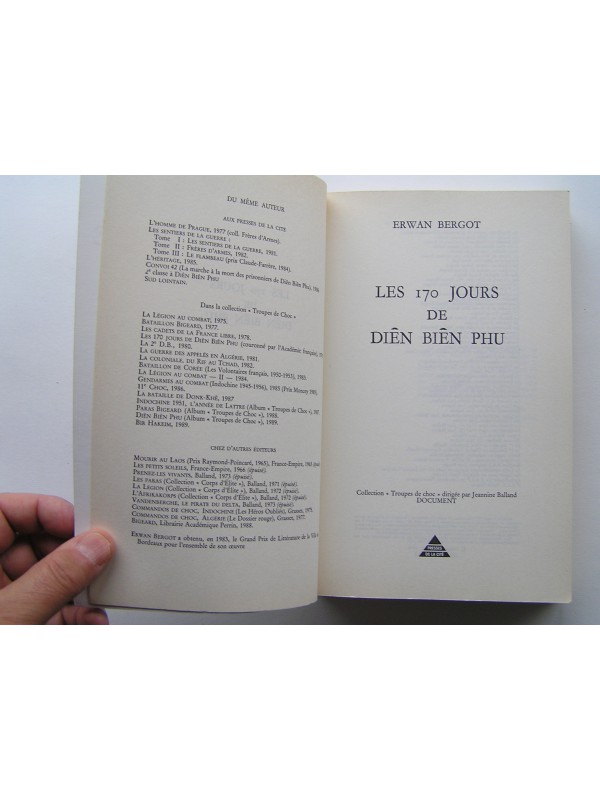 DU MÊME AUTEUR
AUX PRESSES DE LA CITÉ
L'HOMME DE PRAGUE, 1977 (coll. Frères d'Armes).
LES SENTIERS DE LA GUERRE :
Tome I : LES SENTIERS DE LA GUERRE, 1981.
Tome II : FRÈRES D'ARMES, 1982.
Tome III : LE FLAMBEAU (prix Claude-Farrère, 1984).
L'HÉRITAGE, 1985.
CONVOI 42 (La marche à la mort des prisonniers de Diên Biên Phu),
2e classe à DIÊN BIÊN PHU
SUD LOINTAIN.
Dans la collection « Troupes de Choc »
LA LÉGION AU COMBAT, 1975.
BATAILLON BIGEARD, 1977.
LES CADETS DE LA FRANCE LIBRE, 1978.
LES 170 JOURS DE DIÊN BIÊN PHU (couronné par l'Académie française),
LA 2e D.B., 1980.
LA GUERRE DES APPELÉS EN ALGÉRIE, 1981.
LA COLONIALE, DU RIF AU TCHAD, 1982.
BATAILLON DE CORÉE (Les Volontaires français, 1950-1953), 1983.
LA LÉGION AU COMBAT — II — 1984.
GENDARMES AU COMBAT (Indochine 1945-1956), 1985 (Prix Moncey
11e CHOC, 1986.
LA BATAILLE DE DONG-KHÊ, 1987
INDOCHINE 1951, L'ANNÉE DE LATTRE (Album « Troupes de Choc »),
PARAS BIGEARD (Album « Troupes de Choc »), 1988.
DIÊN BIÊN PHU (Album « Troupes de Choc »), 1989.
BIR HAKEIM, 1989.
CHEZ D'AUTRES ÉDITEURS
MOURIR AU LAOS (Prix Raymond-Poincaré, 1965), France-Empire, 1965
LES PETITS SOLEILS, France-Empire, 1966 (épuisé).
PRENEZ-LES VIVANTS, Balland, 1973 (épuisé).
LES PARAS (Collection « Corps d'Elite »), Balland, 1971 (épuisé).
LA LÉGION (Collection « Corps d'Elite »), Balland, 1972 (épuisé).
L'AFRIKAKORPS (Collection « Corps d'Elite »), Balland, 1972 (épuisé).
VANDENBERGHE, LE PIRATE DU DELTA, Balland, 1973 (épuisé).
COMMANDOS DE CHOC, INDOCHINE (Les Héros Oubliés), Grasset, 1975.
COMMANDOS DE CHOC, ALGÉRIE (Le Dossier rouge), Grasset, 1977.
BIGEARD, Librairie Académique Perrin, 1988.
ERWAN BERGOT a obtenu, en 1983, le Grand Prix de Littérature de la Ville de
Bordeaux pour l'ensemble de son œuvre
ERWAN BERGOT
LES 170 JOURS
DE
DIÊN BIÊN PHU
Collection « Troupes de choc » dirigée par Jeannine Balland
DOCUMENT
PRESSES
DE LA CITÉ